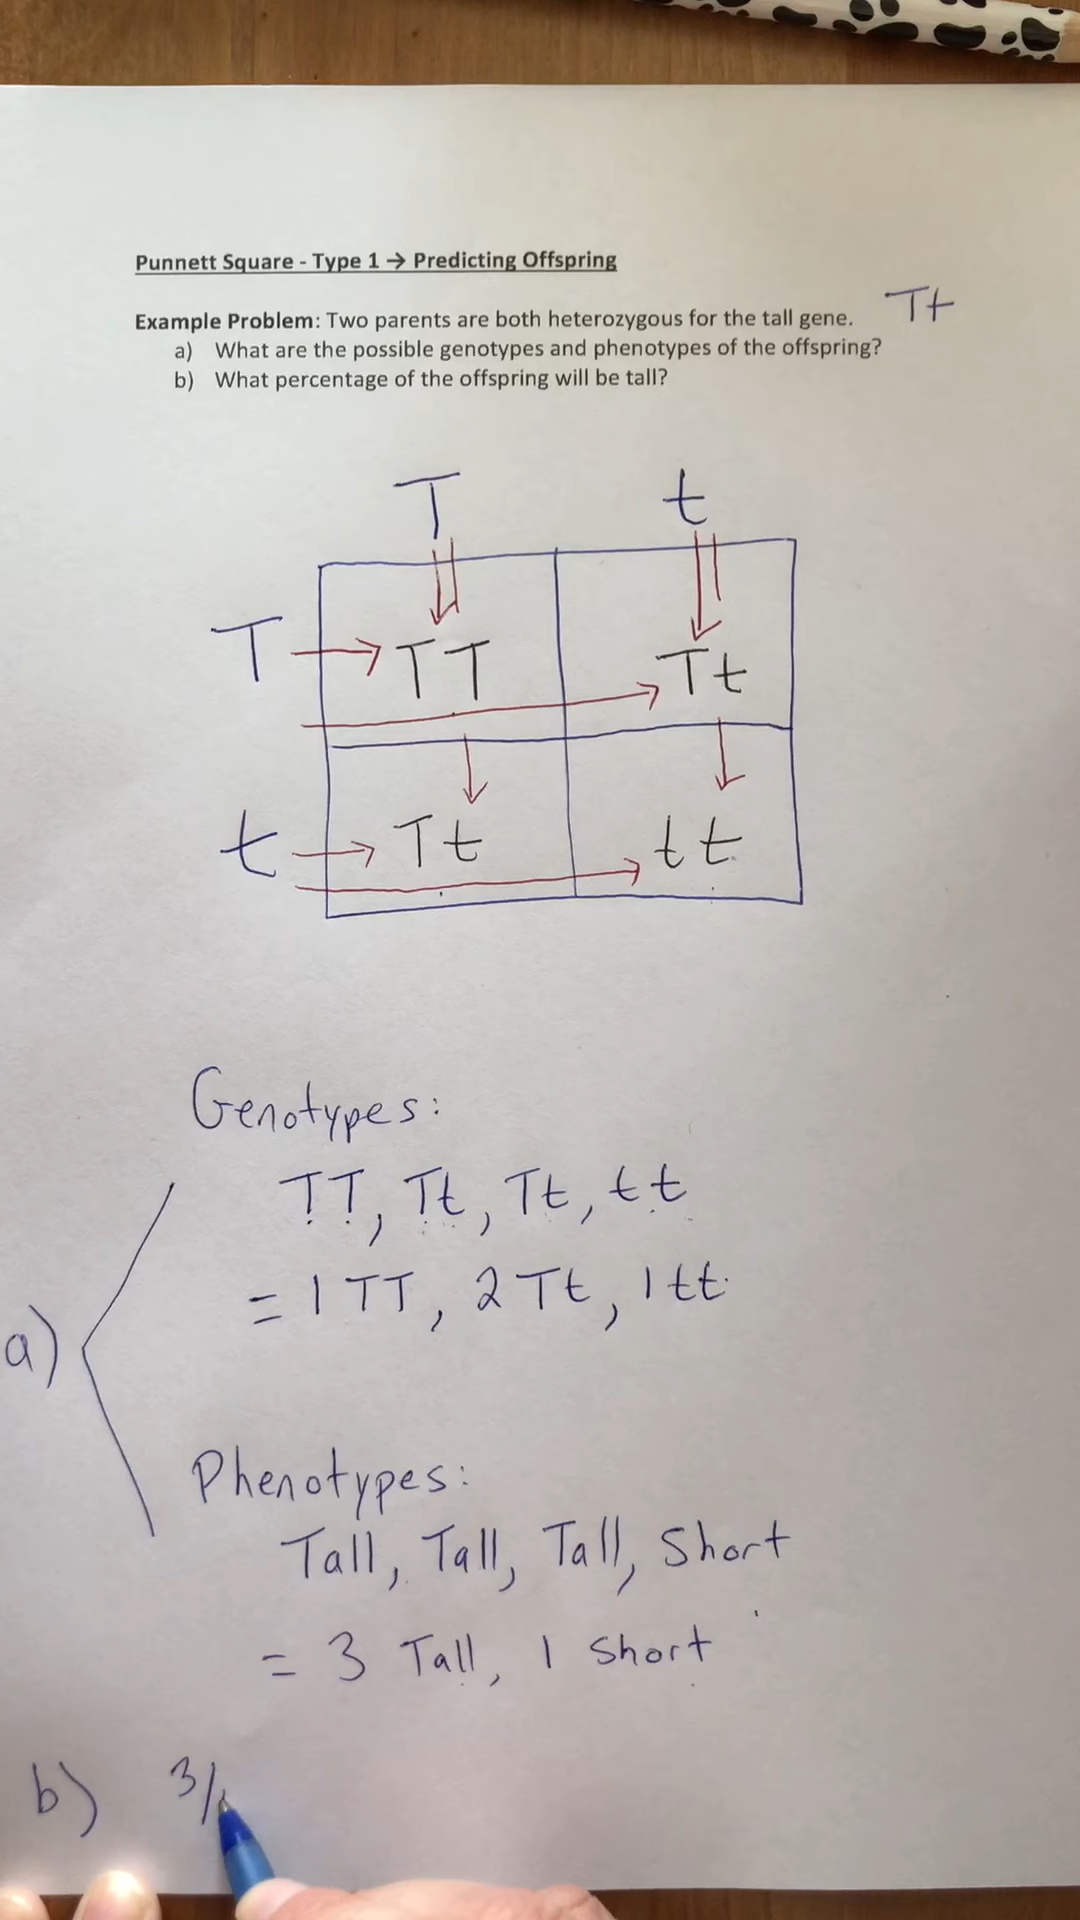 Punnett Square - Type 1 → Predicting Offspring
Example Problem: Two parents are both heterozygous for the tall gene. Tt
a) What are the possible genotypes and phenotypes of the offspring?
b) What percentage of the offspring will be tall?
T t
T TT Tt
t Tt tt
Genotypes:
TT, Tt, Tt, tt
= 1 TT, 2 Tt, 1 tt
a)
Phenotypes:
Tall, Tall, Tall, Short
= 3 Tall, 1 Short
b) 3/